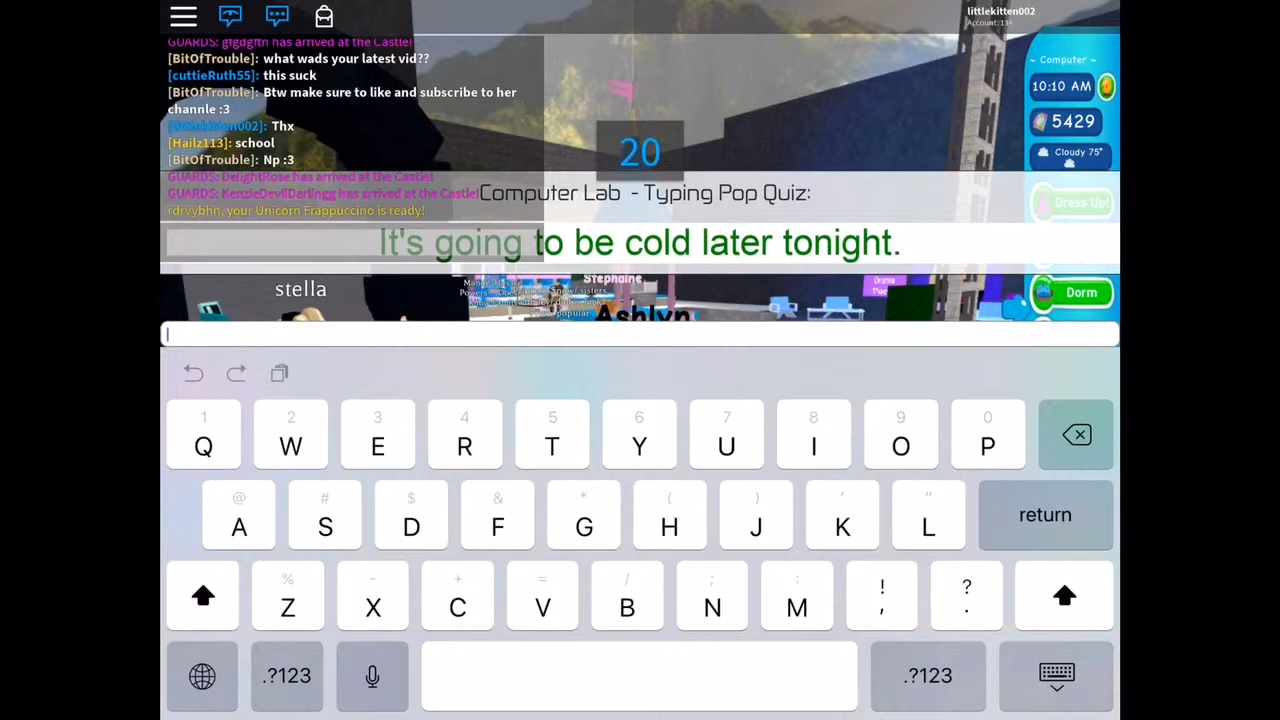 littlekitten002
Account: 13+
GUARDS: gfgdgfth has arrived at the Castle!
[BitOfTrouble]: what wads your latest vid??
[cuttieRuth55]: this suck
[BitOfTrouble]: Btw make sure to like and subscribe to her
channle :3
[littlekitten002]: Thx
[Hailz113]: school
[BitOfTrouble]: Np :3
GUARDS: DelightRose has arrived at the Castle!
GUARDS: KenzieDevilDarlingg has arrived at the Castle!
rdrvybhn, your Unicorn Frappuccino is ready!
~ Computer ~
10:10 AM
5429
Cloudy 75°
Dress Up!
Dorm
20
Computer Lab - Typing Pop Quiz:
It's going to be cold later tonight.
stella
Stephaine
Ashlyn
popular
1 2 3 4 5 6 7 8 9 0
Q W E R T Y U I O P
@ # $ & * ( ) ' "
A S D F G H J K L return
% - + = / ; : ! ?
Z X C V B N M , .
.?123 .?123